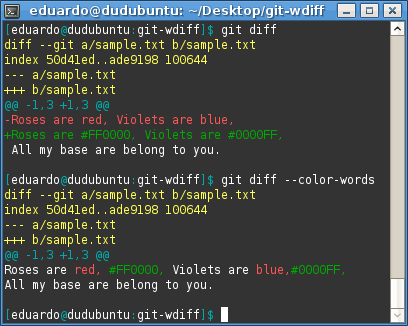 eduardo@dudubuntu: ~/Desktop/git-wdiff
[eduardo@dudubuntu:git-wdiff]$ git diff
diff --git a/sample.txt b/sample.txt
index 50d41ed..ade9198 100644
--- a/sample.txt
+++ b/sample.txt
@@ -1,3 +1,3 @@
-Roses are red, Violets are blue,
+Roses are #FF0000, Violets are #0000FF,
 All my base are belong to you.
[eduardo@dudubuntu:git-wdiff]$ git diff --color-words
diff --git a/sample.txt b/sample.txt
index 50d41ed..ade9198 100644
--- a/sample.txt
+++ b/sample.txt
@@ -1,3 +1,3 @@
Roses are red, #FF0000, Violets are blue,#0000FF,
All my base are belong to you.
[eduardo@dudubuntu:git-wdiff]$